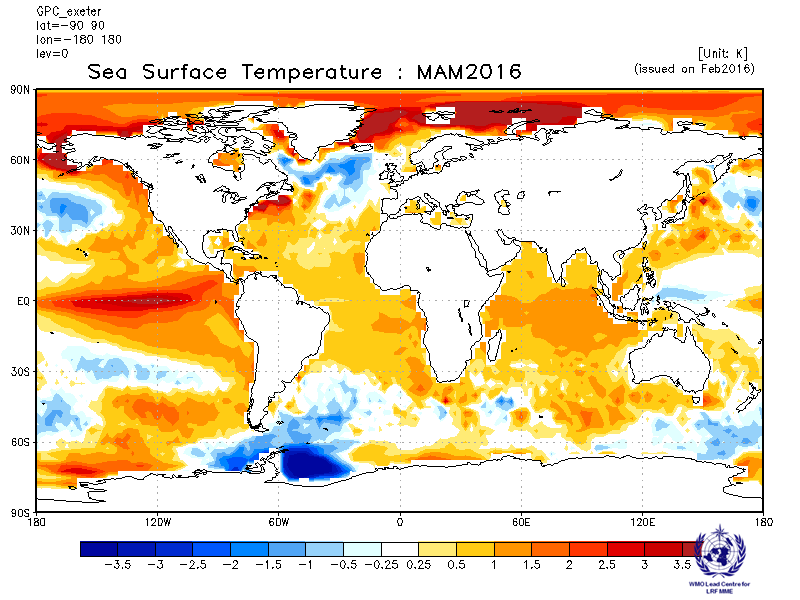 GPC_exeter
lat=-90 90
lon=-180 180
lev=0
[Unit: K]
Sea Surface Temperature : MAM2016
(issued on Feb2016)
90N
60N
30N
EQ
30S
60S
90S
180 120W 60W 0 60E 120E 180
-3.5 -3 -2.5 -2 -1.5 -1 -0.5 -0.25 0.25 0.5 1 1.5 2 2.5 3 3.5
WMO Lead Centre for
LRF MME